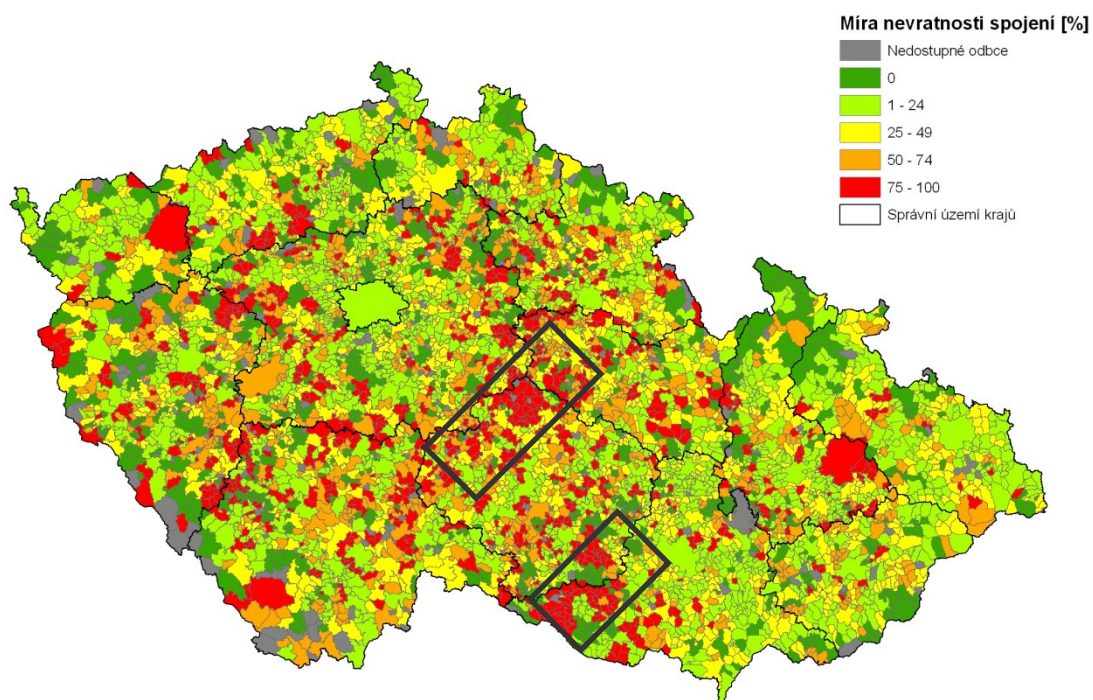 Míra nevratnosti spojení [%]
Nedostupné odbce
0
1 - 24
25 - 49
50 - 74
75 - 100
Správní území krajů